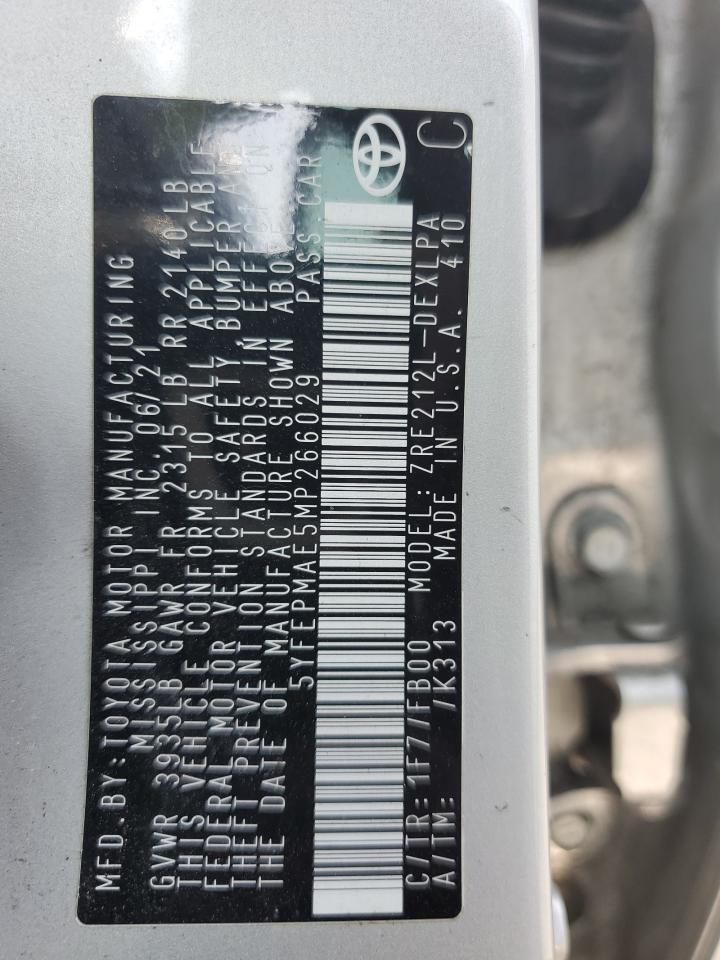 MFD.BY:TOYOTA MOTOR MANUFACTURING
MISSISSIPPI INC.06/21
GVWR 3935LB GAWR FR 2315 LB RR 2140LB
THIS VEHICLE CONFORMS TO ALL APPLICABLE
FEDERAL MOTOR VEHICLE SAFETY,BUMPER,AND
THEFT PREVENTION STANDARDS IN EFFECT ON
THE DATE OF MANUFACTURE SHOWN ABOVE.
5YFEPMAE5MP266029 PASS.CAR
C/TR:1F7/FB00 MODEL:ZRE212L-DEXLPA
A/TM: /K313 MADE IN U.S.A. 410 C